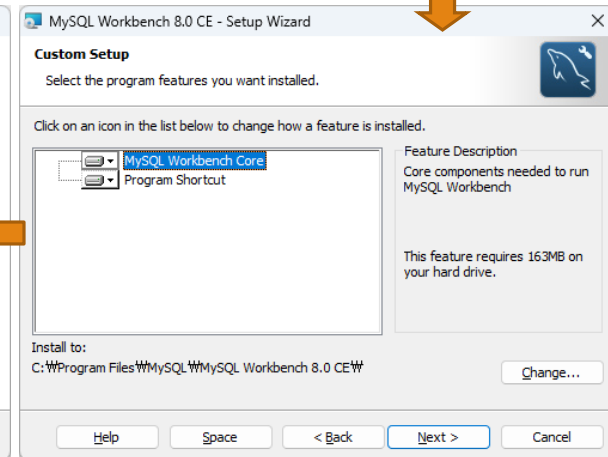 MySQL Workbench 8.0 CE - Setup Wizard
Custom Setup
Select the program features you want installed.
Click on an icon in the list below to change how a feature is installed.
MySQL Workbench Core
Program Shortcut
Feature Description
Core components needed to run
MySQL Workbench
This feature requires 163MB on
your hard drive.
Install to:
C:₩Program Files₩MySQL₩MySQL Workbench 8.0 CE₩
Change...
Help
Space
< Back
Next >
Cancel